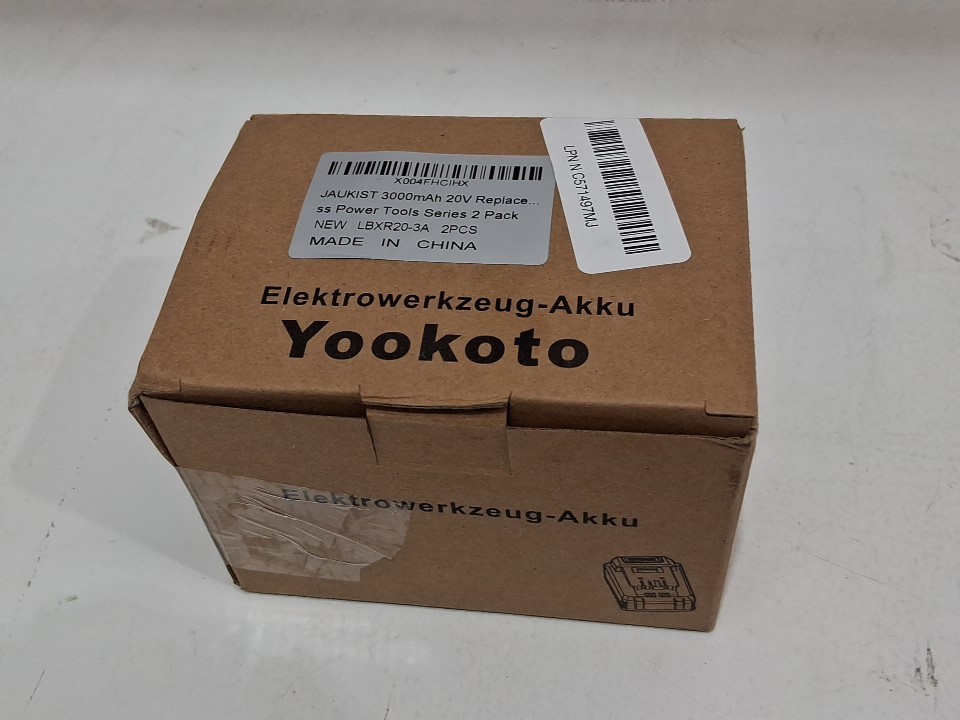 X004FHCIHX
JAUKIST 3000mAh 20V Replace...
ss Power Tools Series 2 Pack
NEW LBXR20-3A 2PCS
MADE IN CHINA
LPN N C571497MJ
Elektrowerkzeug-Akku
Yookoto
Elektrowerkzeug-Akku